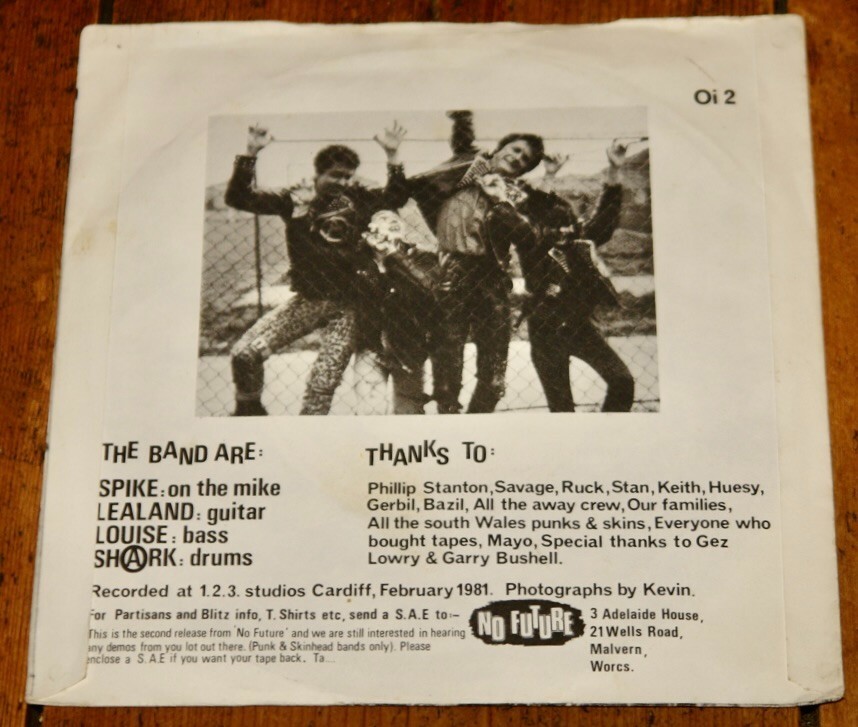 Oi 2
THE BAND ARE:
SPIKE: on the mike
LEALAND: guitar
LOUISE: bass
SHARK: drums
THANKS TO:
Phillip Stanton, Savage, Ruck, Stan, Keith, Huesy,
Gerbil, Bazil, All the away crew, Our families,
All the south Wales punks & skins, Everyone who
bought tapes, Mayo, Special thanks to Gez
Lowry & Garry Bushell.
Recorded at 1.2.3. studios Cardiff, February 1981. Photographs by Kevin.
For Partisans and Blitz info, T. Shirts etc, send a S.A.E to:-
This is the second release from 'No Future' and we are still interested in hearing
any demos from you lot out there. (Punk & Skinhead bands only). Please
enclose a S.A.E if you want your tape back. Ta...
NO FUTURE
3 Adelaide House,
21 Wells Road,
Malvern,
Worcs.